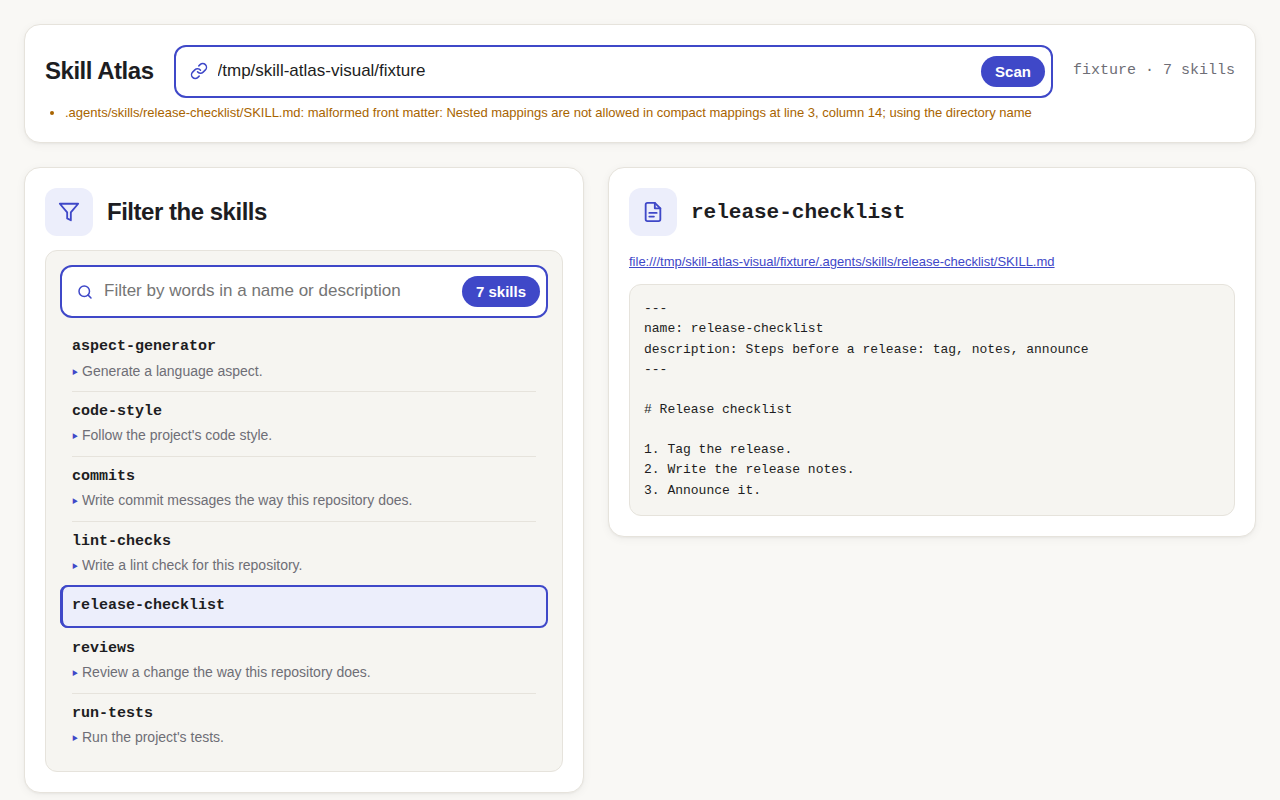 Skill Atlas
/tmp/skill-atlas-visual/fixture
Scan
fixture · 7 skills
.agents/skills/release-checklist/SKILL.md: malformed front matter: Nested mappings are not allowed in compact mappings at line 3, column 14; using the directory name
Filter the skills
Filter by words in a name or description
7 skills
aspect-generator
Generate a language aspect.
code-style
Follow the project's code style.
commits
Write commit messages the way this repository does.
lint-checks
Write a lint check for this repository.
release-checklist
reviews
Review a change the way this repository does.
run-tests
Run the project's tests.
release-checklist
file:///tmp/skill-atlas-visual/fixture/.agents/skills/release-checklist/SKILL.md
---
name: release-checklist
description: Steps before a release: tag, notes, announce
---
# Release checklist
1. Tag the release.
2. Write the release notes.
3. Announce it.